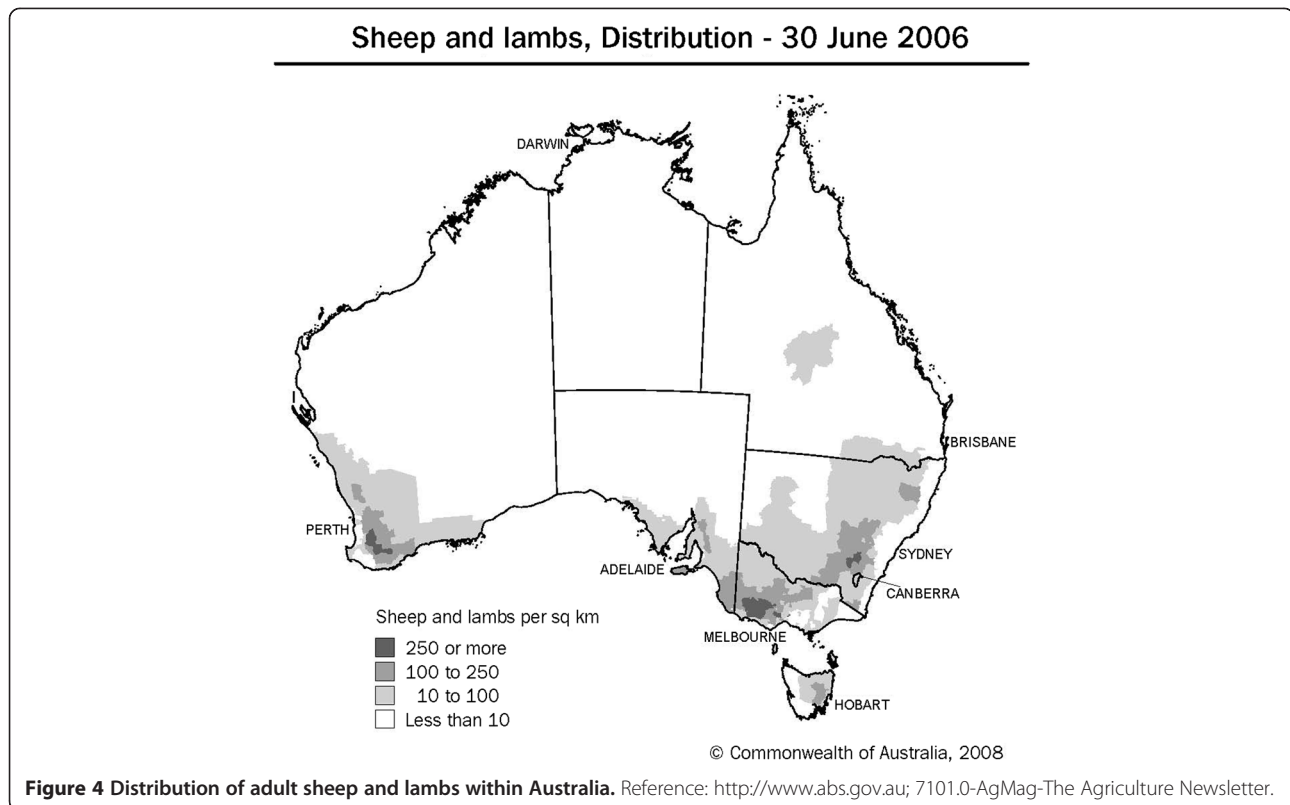 Sheep and lambs, Distribution - 30 June 2006
DARWIN
BRISBANE
PERTH
SYDNEY
ADELAIDE
CANBERRA
Sheep and lambs per sq km
MELBOURNE
250 or more
100 to 250
10 to 100
Less than 10
HOBART
© Commonwealth of Australia, 2008
Figure 4 Distribution of adult sheep and lambs within Australia. Reference: http://www.abs.gov.au; 7101.0-AgMag-The Agriculture Newsletter.